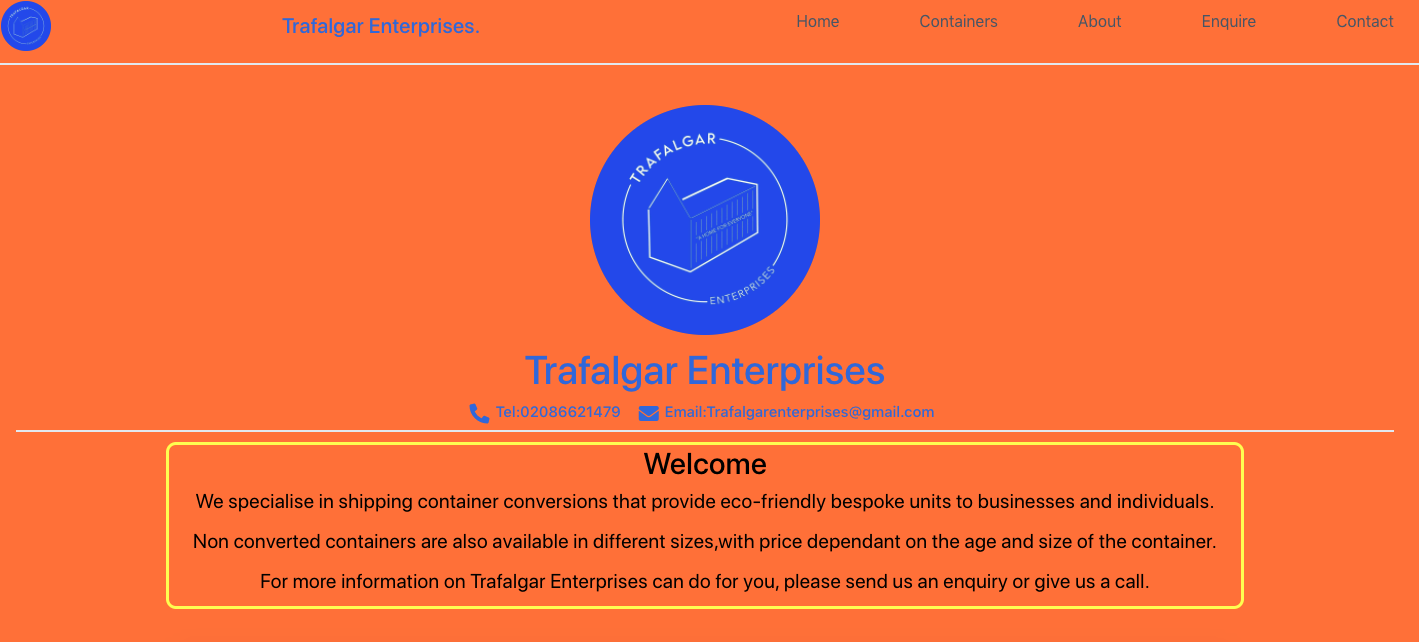 Trafalgar Enterprises.
Home
Containers
About
Enquire
Contact
TRAFALGAR
"A HOME FOR EVERYONE"
ENTERPRISES
Trafalgar Enterprises
Tel:02086621479 Email:Trafalgarenterprises@gmail.com
Welcome
We specialise in shipping container conversions that provide eco-friendly bespoke units to businesses and individuals.
Non converted containers are also available in different sizes,with price dependant on the age and size of the container.
For more information on Trafalgar Enterprises can do for you, please send us an enquiry or give us a call.